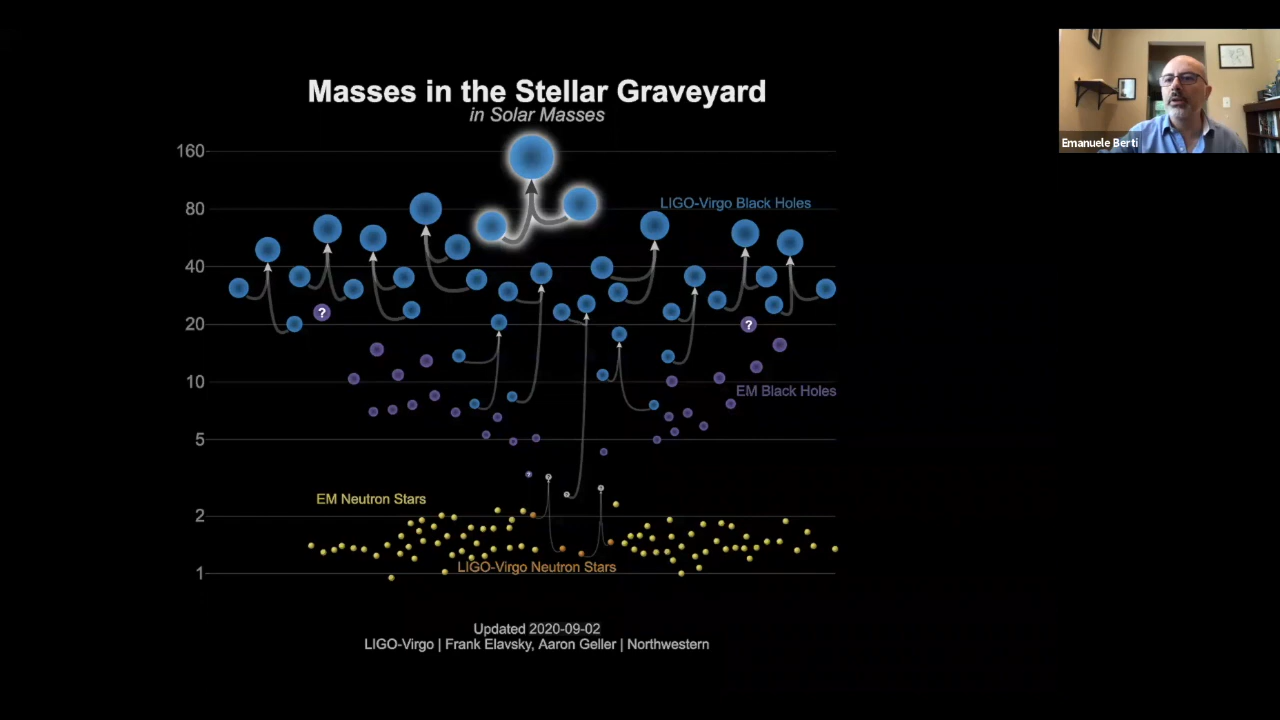 Masses in the Stellar Graveyard
in Solar Masses
160
80
LIGO-Virgo Black Holes
40
?
20
?
10
EM Black Holes
5
?
?
?
?
EM Neutron Stars
2
LIGO-Virgo Neutron Stars
1
Updated 2020-09-02
LIGO-Virgo | Frank Elavsky, Aaron Geller | Northwestern
Emanuele Berti